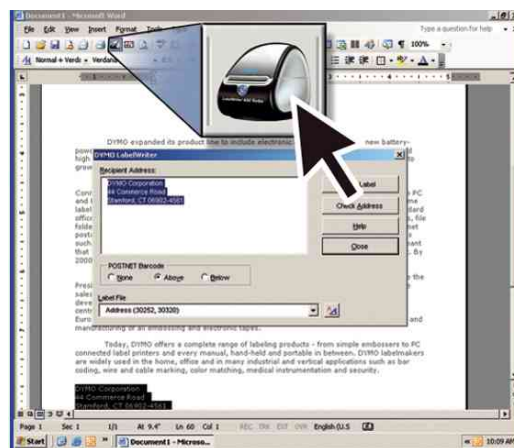 Document1 - Microsoft Word
Type a question for help
File Edit View Insert Format Tools
100%
Normal + Verd Verdana
LabelWriter 450 Turbo
DYMO expanded its product line to include electronic new battery-
DYMO LabelWriter
Recipient Address:
DYMO Corporation
44 Commerce Road
Stamford, CT 06902-4561
Label
Check Address
Help
Close
POSTNET Barcode
None Above Below
Label File
Address (30252, 30320)
manufacturing of all embossing and electronic tapes.
Today, DYMO offers a complete range of labeling products - from simple embossers to PC
connected label printers and every manual, hand-held and portable in between. DYMO labelmakers
are widely used in the home, office and in many industrial and vertical applications such as bar
coding, wire and cable marking, color matching, medical instrumentation and security.
DYMO Corporation
44 Commerce Road
Stamford, CT 06902-4561
Page 1 Sec 1 1/1 At 9.4" Ln 60 Col 1 REC TRK EXT OVR English (U.S
Start Document1 - Microso... 10:09 AM